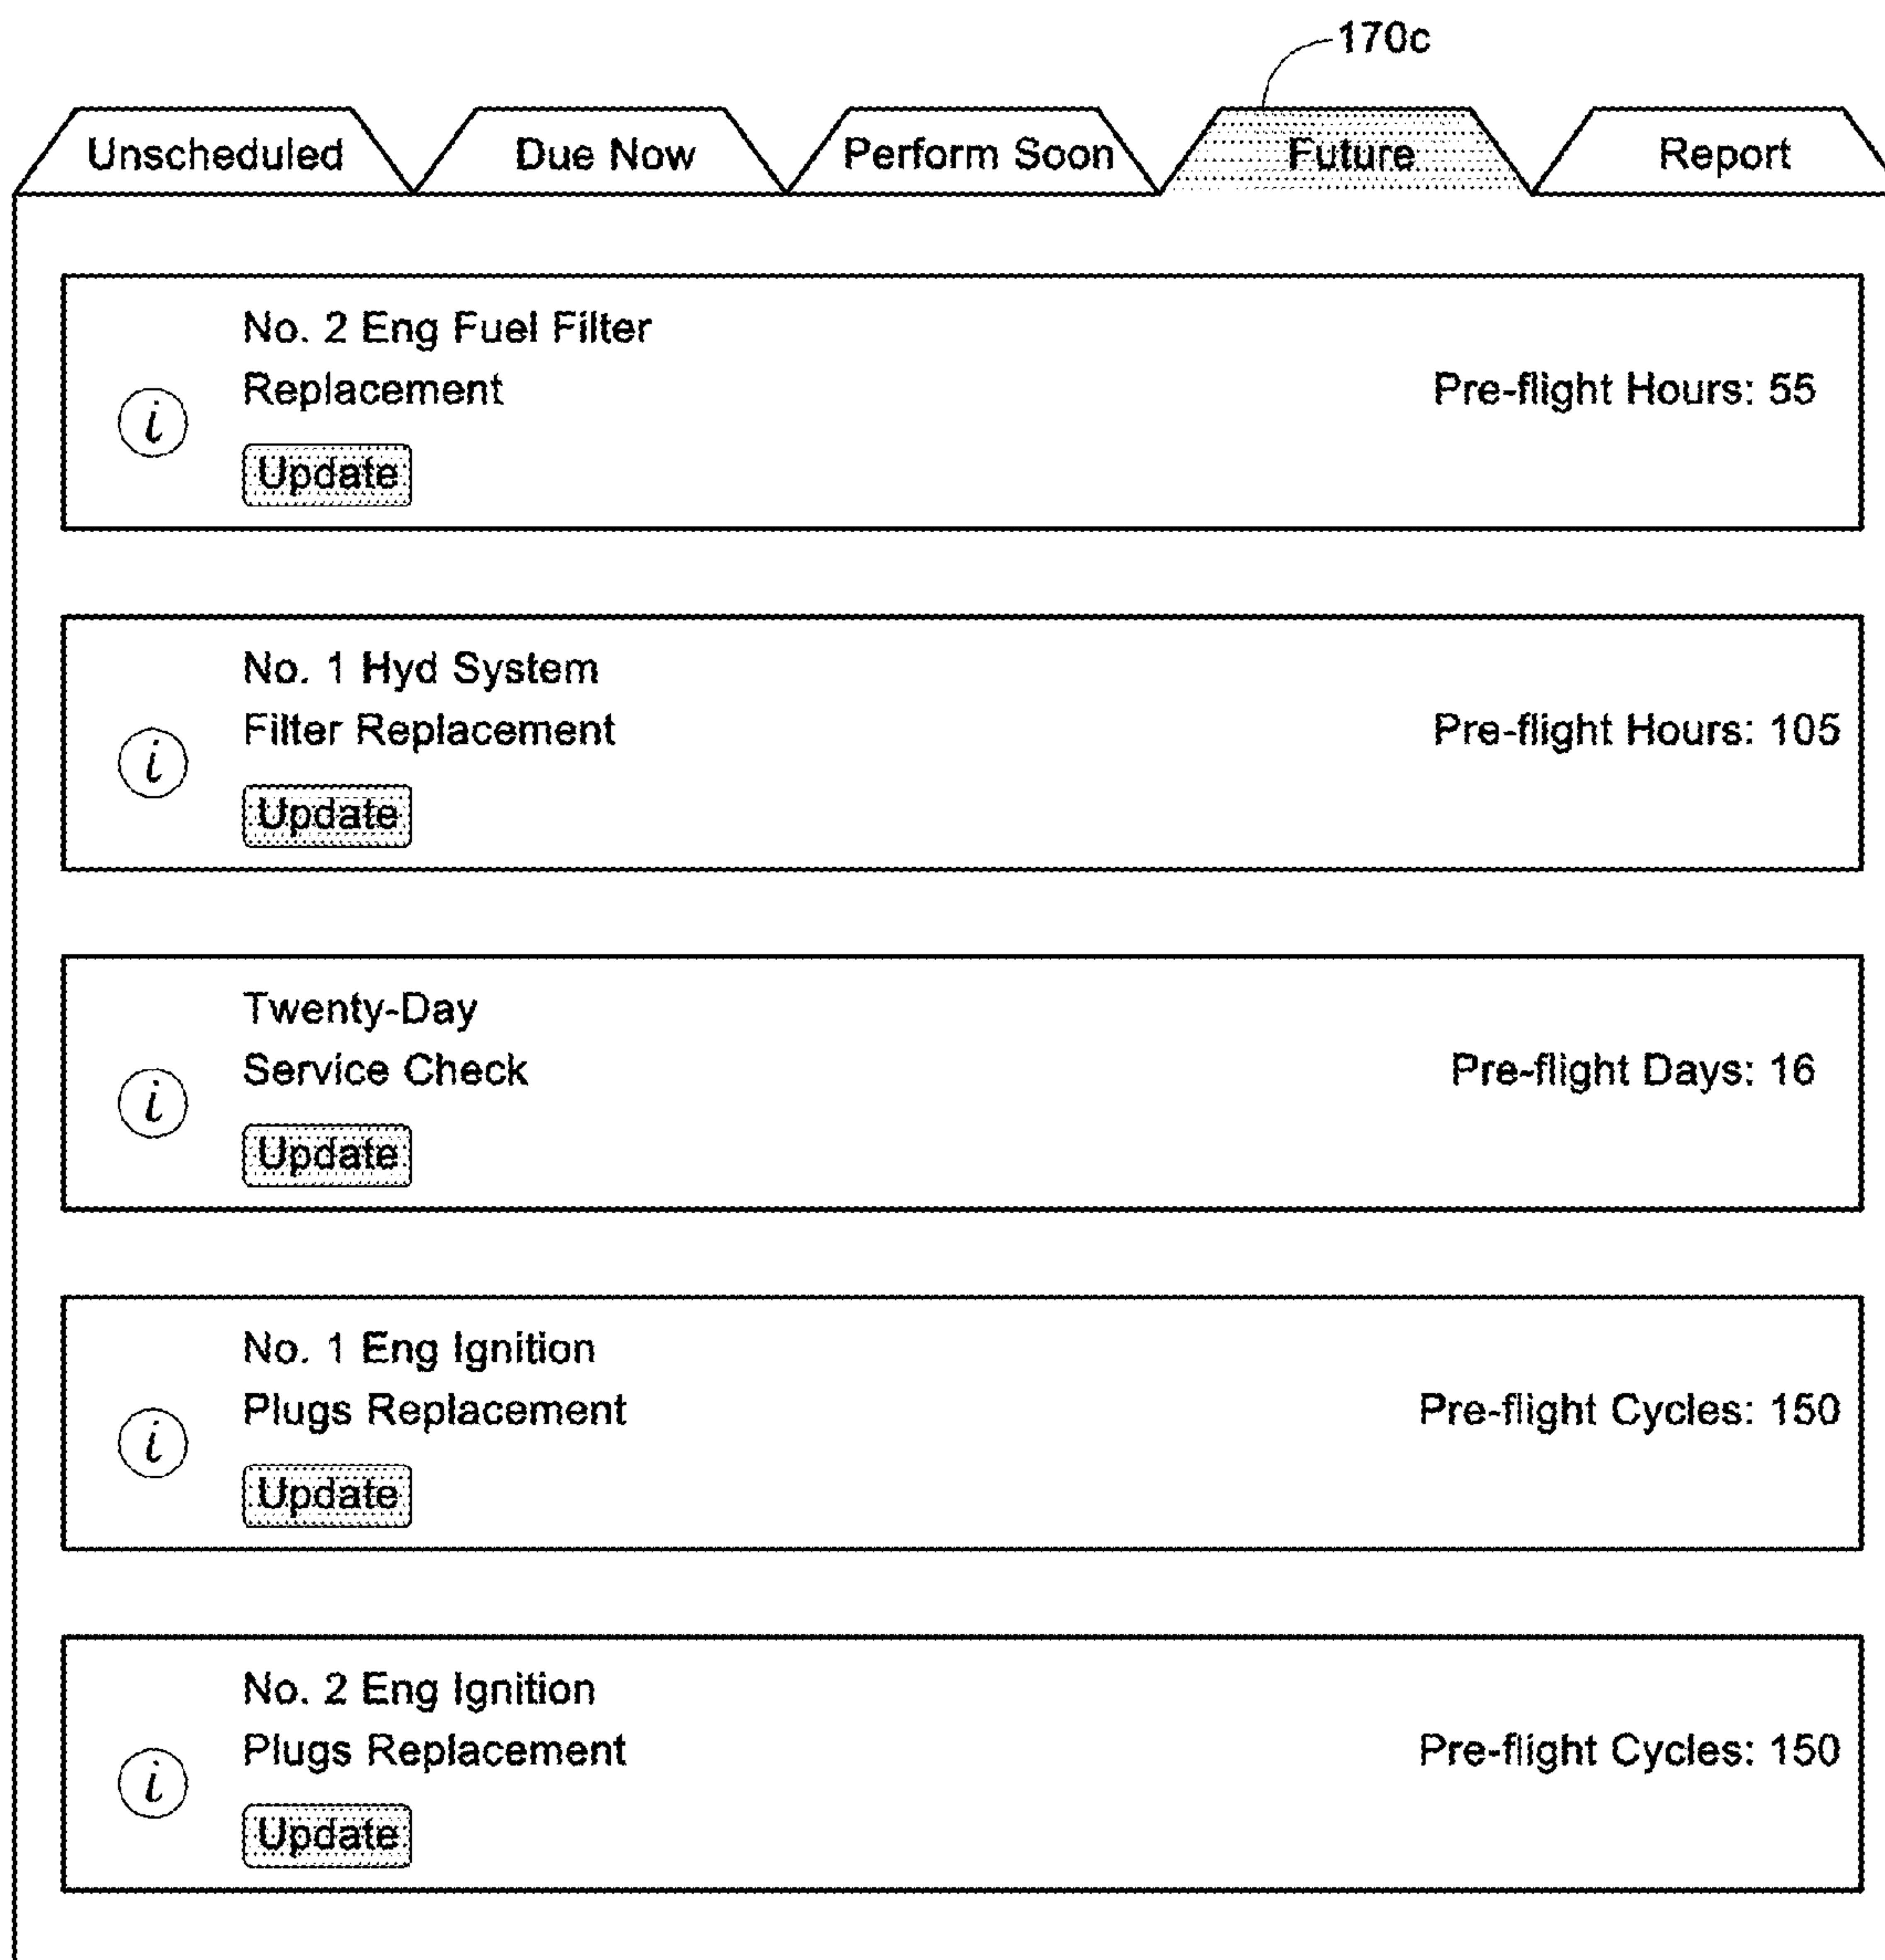 170c
Unscheduled Due Now Perform Soon Future Report
No. 2 Eng Fuel Filter
Replacement Pre-flight Hours: 55
i
Update
No. 1 Hyd System
Filter Replacement Pre-flight Hours: 105
i
Update
Twenty-Day
Service Check Pre-flight Days: 16
i
Update
No. 1 Eng Ignition
Plugs Replacement Pre-flight Cycles: 150
i
Update
No. 2 Eng Ignition
Plugs Replacement Pre-flight Cycles: 150
i
Update